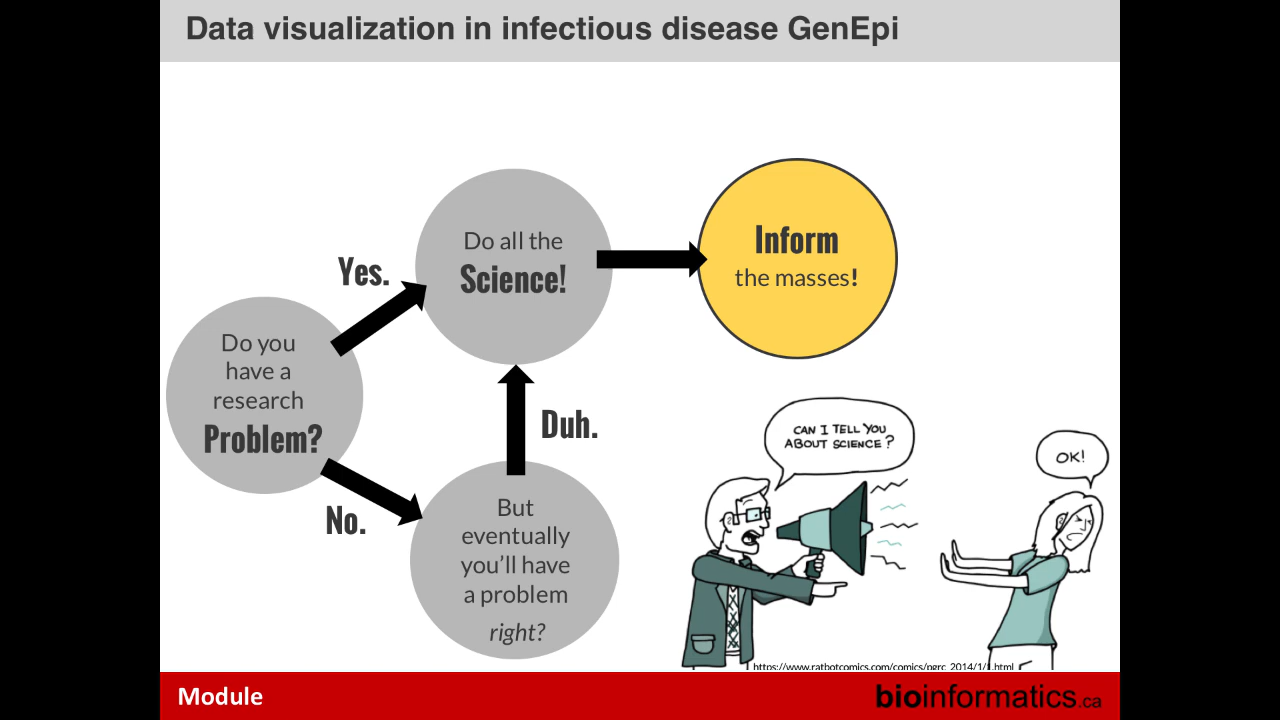 Data visualization in infectious disease GenEpi
Do you
have a
research
Problem?
Yes.
No.
Do all the
Science!
Duh.
But
eventually
you'll have
a problem
right?
Inform
the masses!
CAN I TELL YOU
ABOUT SCIENCE?
OK!
https://www.ratbotcomics.com/comics/pgrc_2014/1/1.html
Module
bioinformatics.ca